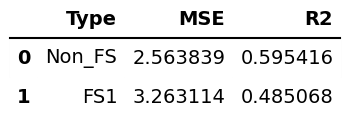 Type MSE R2
0 Non_FS 2.563839 0.595416
1 FS1 3.263114 0.485068